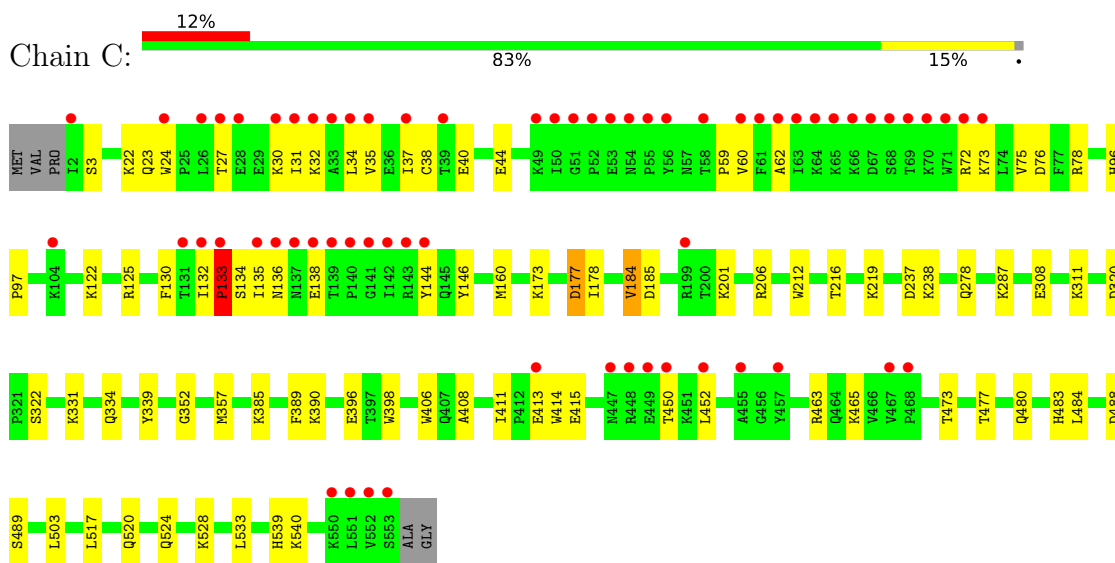 12%
Chain C:
83% 15% •
MET VAL PRO I2 S3 K22 Q23 W24 P25 L26 T27 E28 E29 K30 I31 K32 A33 L34 V35 E36 I37 C38 T39 E40 E44 K49 I50 G51 P52 E53 N54 P55 Y56 N57 T58 P59 V60 F61 A62 I63 K64 K65 K66 D67 S68 T69 K70 W71 R72 K73 L74 V75 D76 F77 R78 H96
P97 K104 K122 R125 F130 T131 I132 P133 S134 I135 N136 N137 E138 T139 P140 G141 I142 R143 Y144 Q145 Y146 M160 K173 D177 I178 V184 D185 R199 T200 K201 R206 W212 T216 K219 D237 K238 Q278 K287 E308 K311
P321 S322 K331 Q334 Y339 G352 M357 K385 F389 K390 E396 T397 W398 W406 Q407 A408 I411 P412 E413 W414 E415 N447 R448 E449 T450 K451 L452 A455 G456 Y457 R463 Q464 K465 V466 V467 P468 T473 T477 Q480 H483 L484
S489 L503 L517 Q520 Q524 K528 L533 H539 K540 K550 L551 V552 S553 ALA GLY